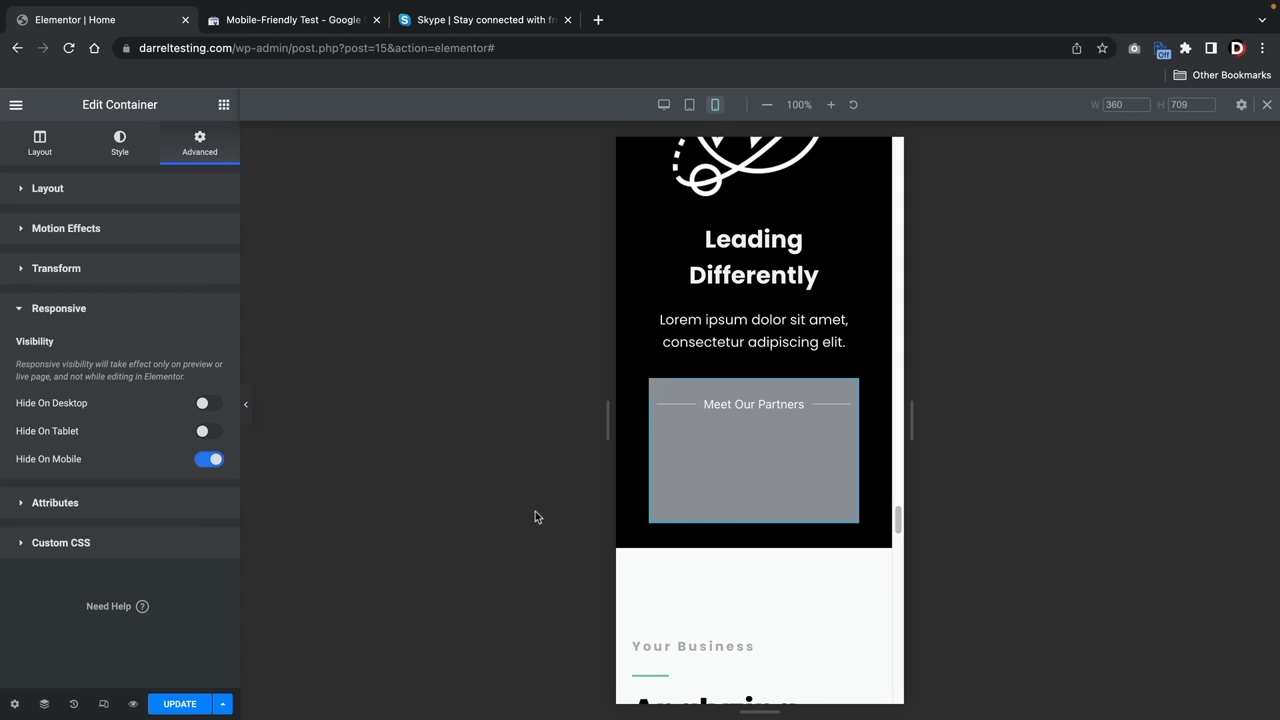 Elementor | Home
Mobile-Friendly Test - Google
Skype | Stay connected with fr
darreltesting.com/wp-admin/post.php?post=15&action=elementor#
Off
D
Other Bookmarks
Edit Container
100%
W 360 H 709
Layout
Style
Advanced
Layout
Motion Effects
Transform
Responsive
Visibility
Responsive visibility will take effect only on preview or
live page, and not while editing in Elementor.
Hide On Desktop
Hide On Tablet
Hide On Mobile
Attributes
Custom CSS
Need Help ?
UPDATE
Leading
Differently
Lorem ipsum dolor sit amet,
consectetur adipiscing elit.
Meet Our Partners
Your Business